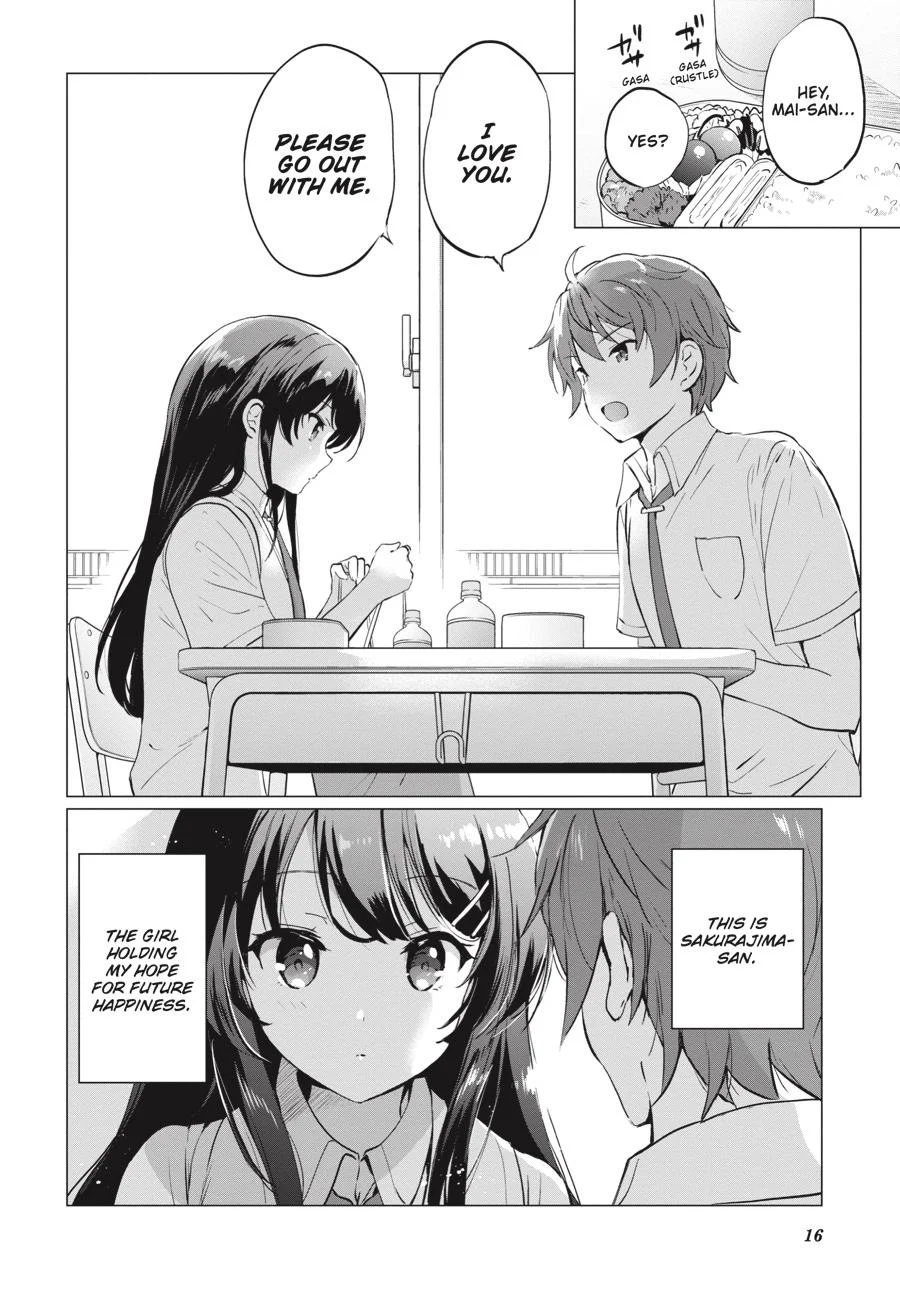 HEY,
MAI-SAN...
ガサ
GASA
(RUSTLE)
ガサ
GASA
YES?
I
LOVE
YOU.
PLEASE
GO OUT
WITH ME.
THIS IS
SAKURAJIMA-
SAN.
THE GIRL
HOLDING
MY HOPE
FOR FUTURE
HAPPINESS.
16